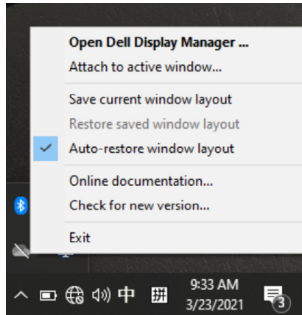 Open Dell Display Manager ...
Attach to active window...
Save current window layout
Restore saved window layout
Auto-restore window layout
Online documentation...
Check for new version...
Exit
中 拼 9:33 AM
3/23/2021 3